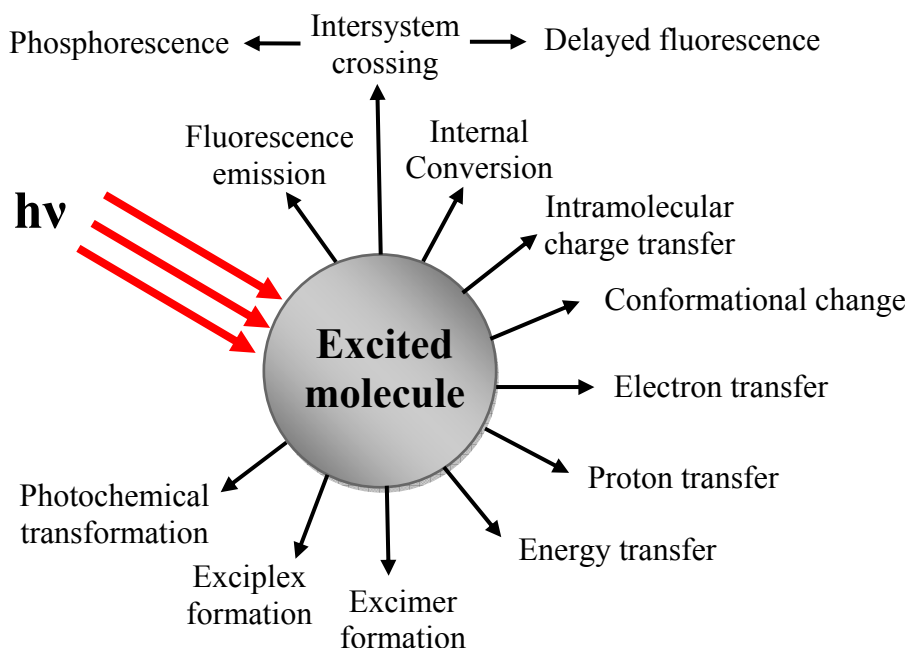 Phosphorescence
Intersystem
crossing
Delayed fluorescence
Fluorescence
emission
Internal
Conversion
hν
Intramolecular
charge transfer
Conformational change
Excited
molecule
Electron transfer
Proton transfer
Photochemical
transformation
Energy transfer
Exciplex
formation
Excimer
formation